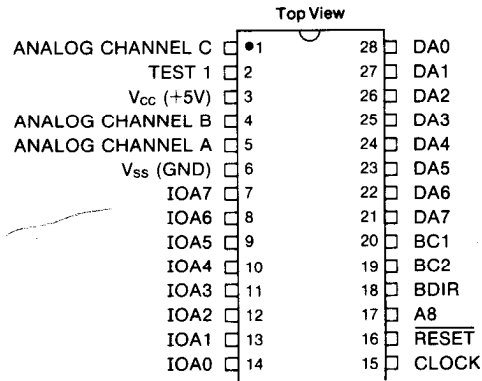 Top View
ANALOG CHANNEL C 1 28 DA0
TEST 1 2 27 DA1
Vcc (+5V) 3 26 DA2
ANALOG CHANNEL B 4 25 DA3
ANALOG CHANNEL A 5 24 DA4
Vss (GND) 6 23 DA5
IOA7 7 22 DA6
IOA6 8 21 DA7
IOA5 9 20 BC1
IOA4 10 19 BC2
IOA3 11 18 BDIR
IOA2 12 17 A8
IOA1 13 16 RESET
IOA0 14 15 CLOCK